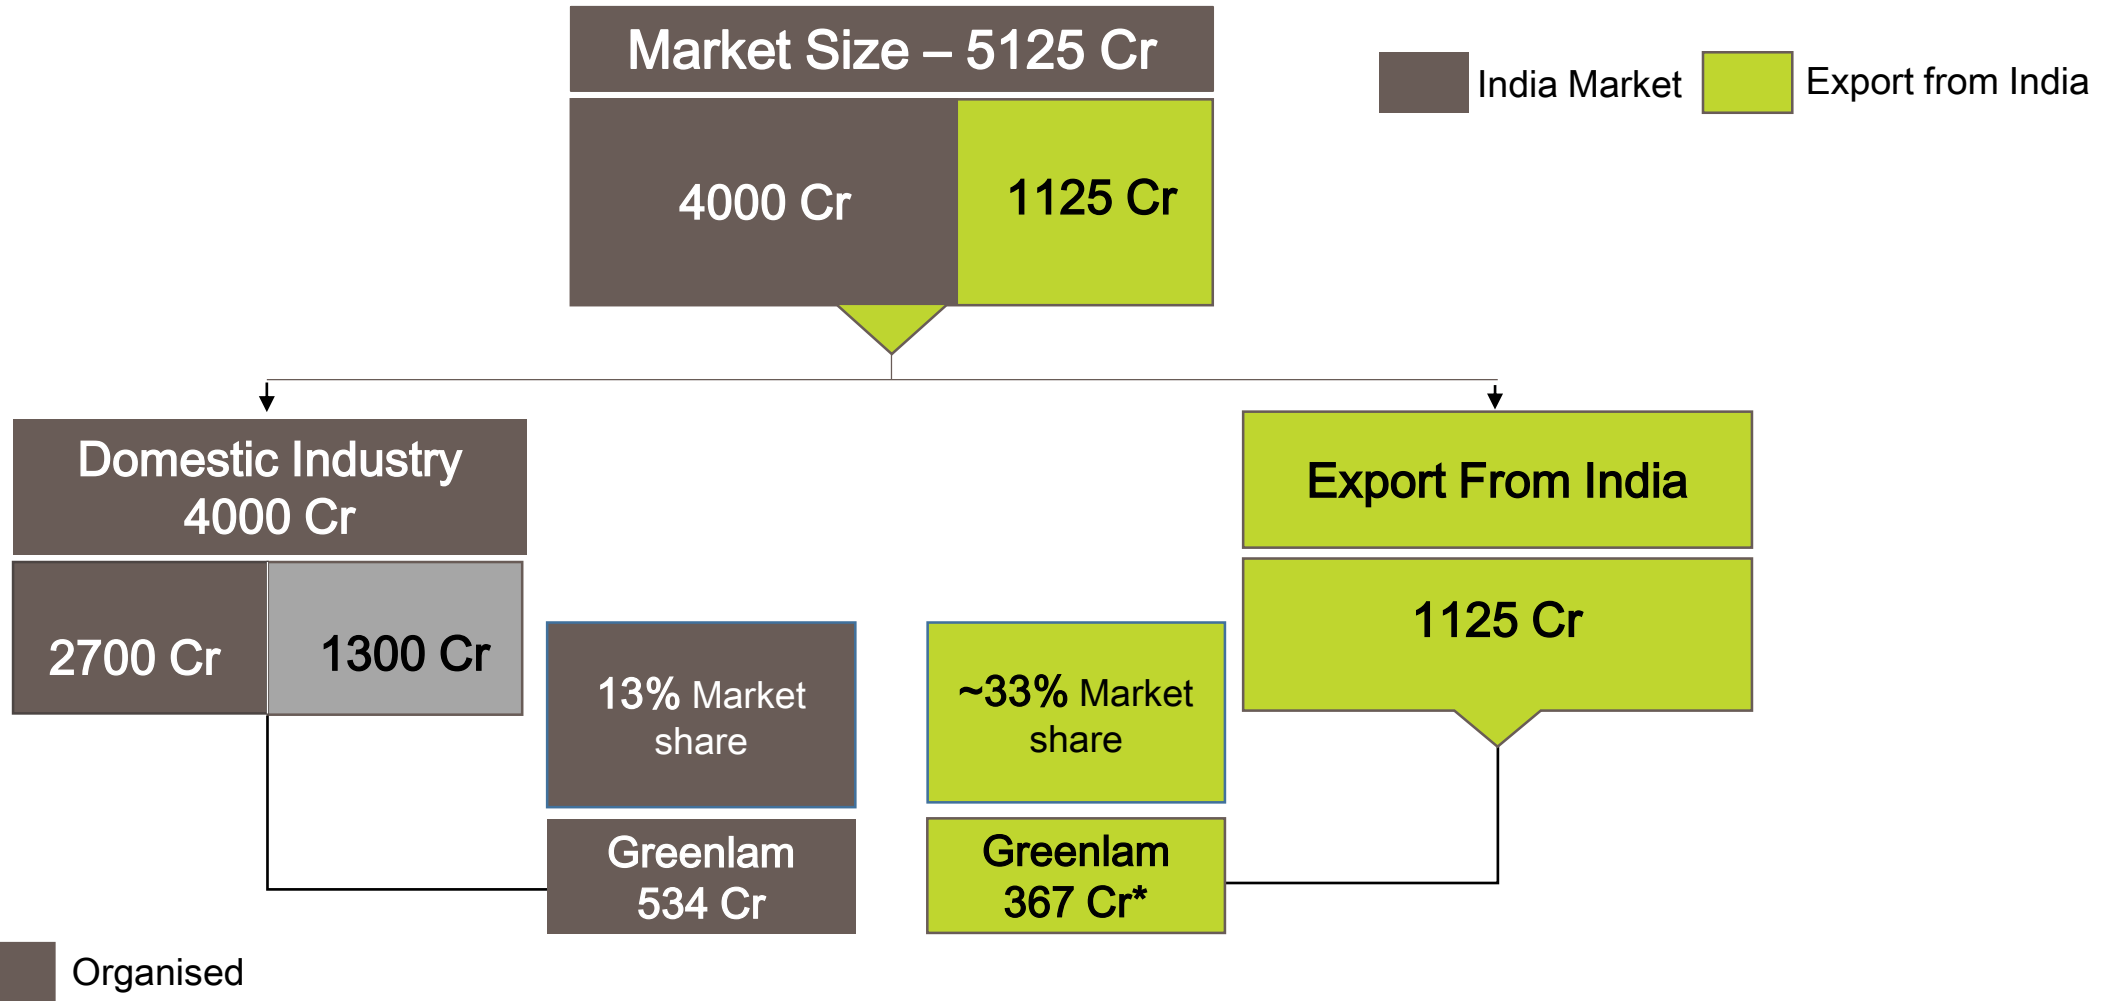 Market Size – 5125 Cr
India Market
Export from India
4000 Cr
1125 Cr
Domestic Industry
4000 Cr
Export From India
2700 Cr
1300 Cr
1125 Cr
13% Market
share
~33% Market
share
Greenlam
534 Cr
Greenlam
367 Cr*
Organised